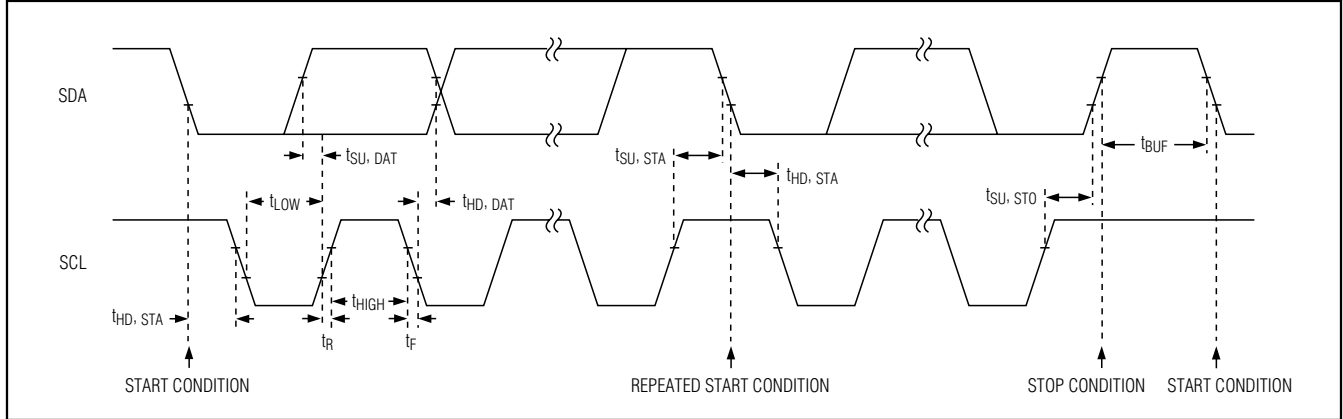 SDA
tSU, DAT
tSU, STA
tBUF
tHD, STA
tLOW
tHD, DAT
tSU, STO
SCL
tHIGH
tHD, STA
tR
tF
START CONDITION
REPEATED START CONDITION
STOP CONDITION
START CONDITION